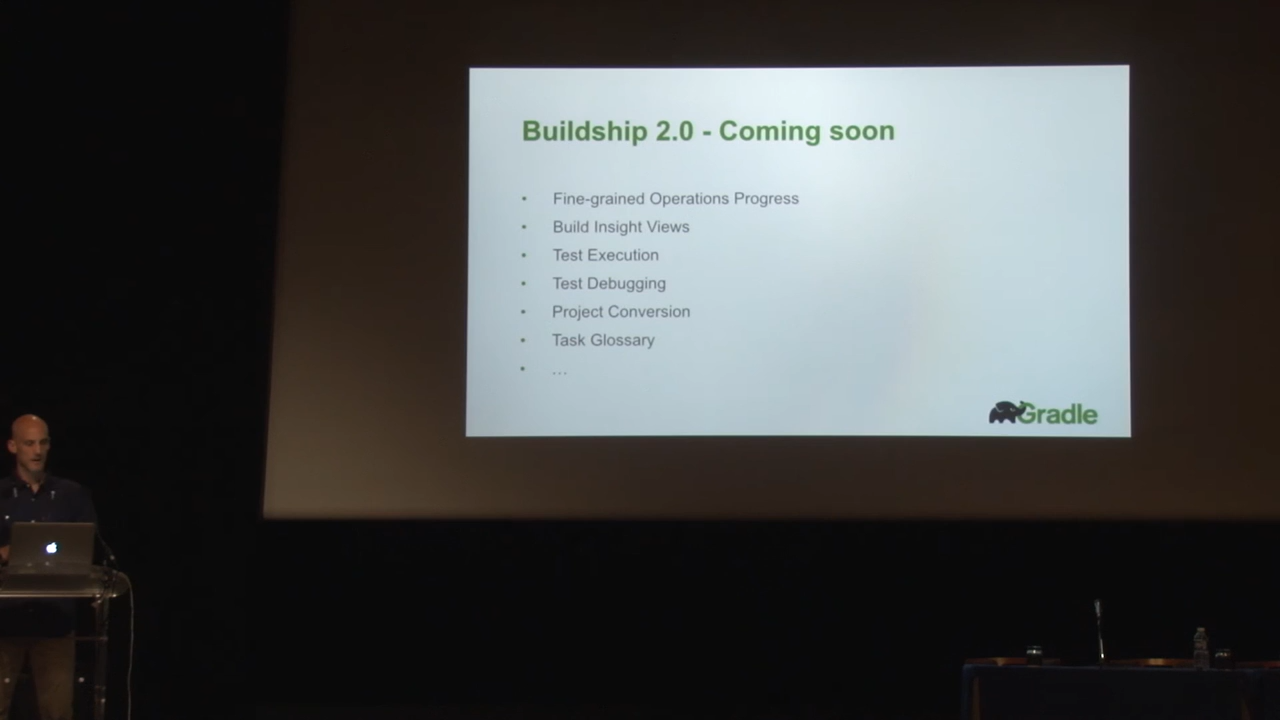 Buildship 2.0 - Coming soon
• Fine-grained Operations Progress
• Build Insight Views
• Test Execution
• Test Debugging
• Project Conversion
• Task Glossary
• ...
Gradle